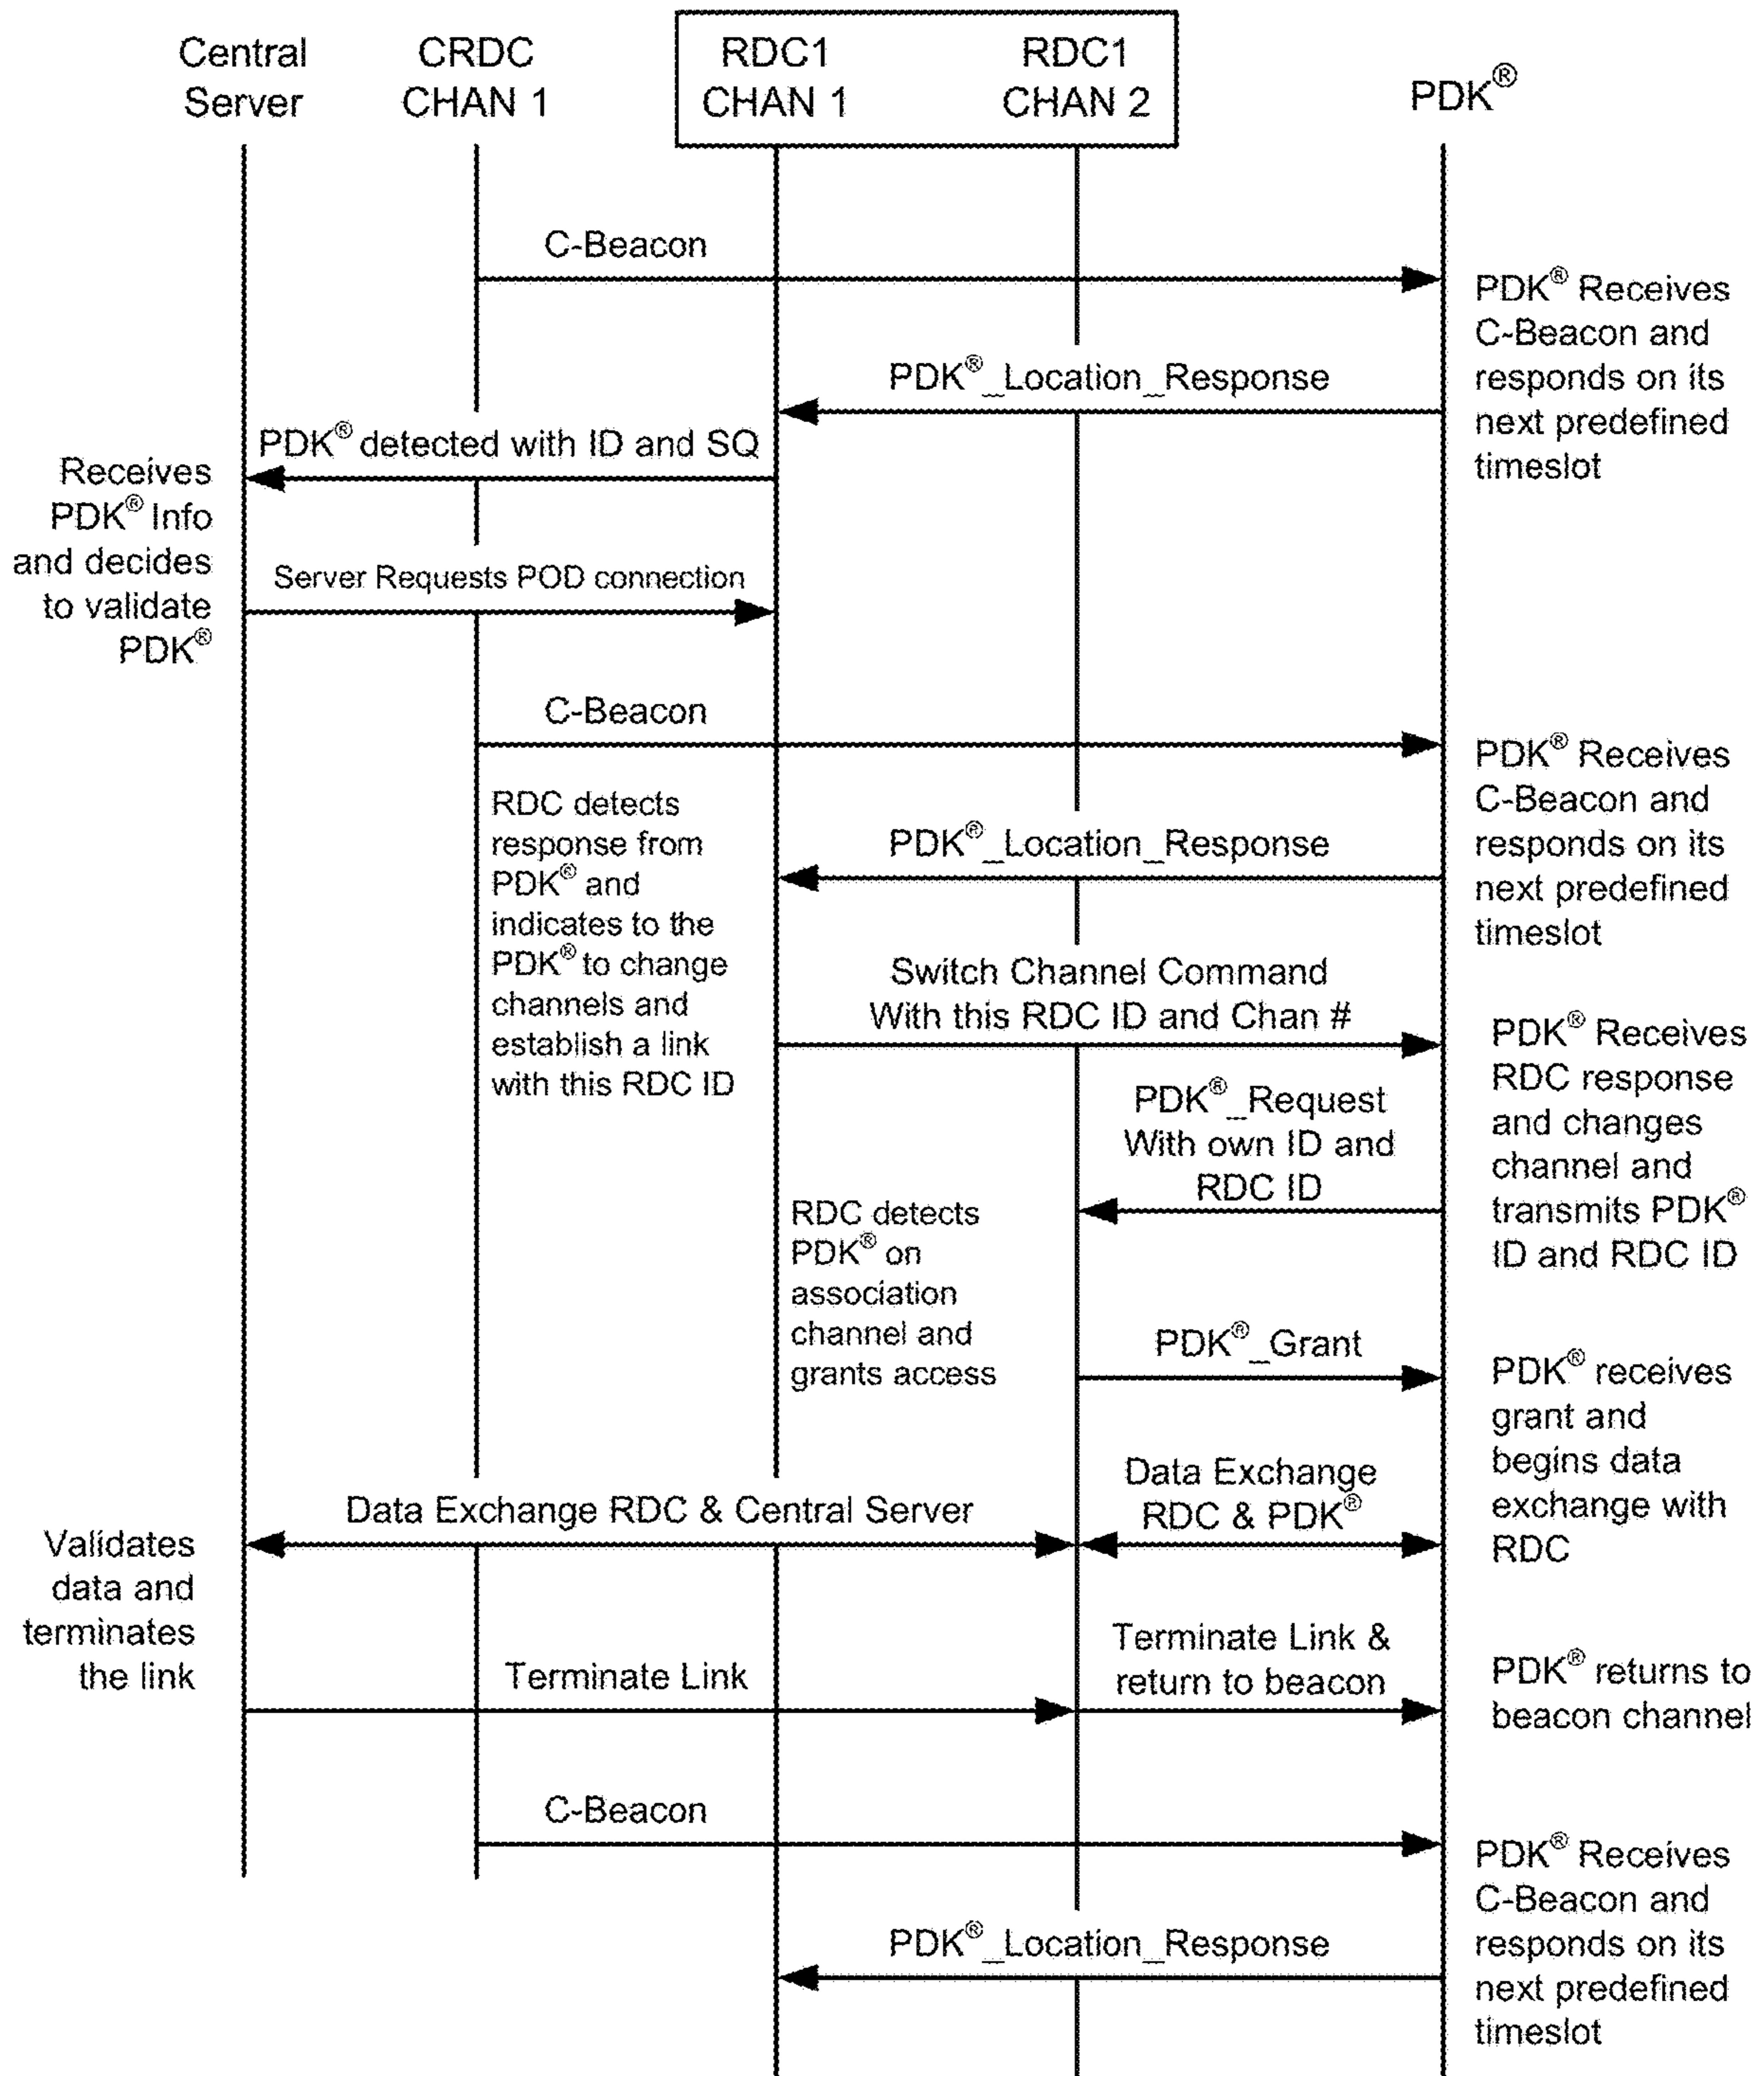 Central
Server
CRDC
CHAN 1
RDC1
CHAN 1
RDC1
CHAN 2
PDK®
C-Beacon
PDK® Receives
C-Beacon and
responds on its
next predefined
timeslot
PDK®_Location_Response
PDK® detected with ID and SQ
Receives
PDK® Info
and decides
to validate
PDK®
Server Requests POD connection
C-Beacon
PDK® Receives
C-Beacon and
responds on its
next predefined
timeslot
RDC detects
response from
PDK® and
indicates to the
PDK® to change
channels and
establish a link
with this RDC ID
PDK®_Location_Response
Switch Channel Command
With this RDC ID and Chan #
PDK® Receives
RDC response
and changes
channel and
transmits PDK®
ID and RDC ID
PDK®_Request
With own ID and
RDC ID
RDC detects
PDK® on
association
channel and
grants access
PDK®_Grant
PDK® receives
grant and
begins data
exchange with
RDC
Data Exchange RDC & Central Server
Data Exchange
RDC & PDK®
Validates
data and
terminates
the link
Terminate Link
Terminate Link &
return to beacon
PDK® returns to
beacon channel
C-Beacon
PDK® Receives
C-Beacon and
responds on its
next predefined
timeslot
PDK®_Location_Response